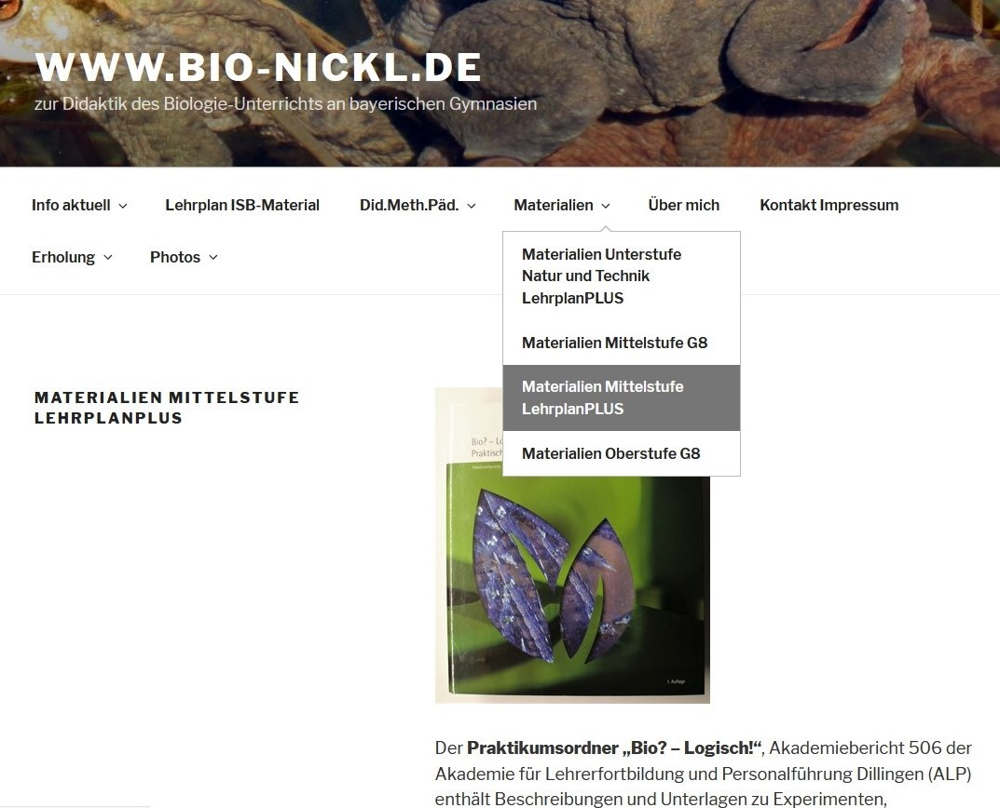 WWW.BIO-NICKL.DE
zur Didaktik des Biologie-Unterrichts an bayerischen Gymnasien
Info aktuell
Lehrplan ISB-Material
Did.Meth.Päd.
Materialien
Über mich
Kontakt Impressum
Erholung
Photos
Materialien Unterstufe
Natur und Technik
LehrplanPLUS
Materialien Mittelstufe G8
Materialien Mittelstufe
LehrplanPLUS
Materialien Oberstufe G8
MATERIALIEN MITTELSTUFE
LEHRPLANPLUS
Bio? –
Praktisch
1. Auflage
Der Praktikumsordner „Bio? – Logisch!“, Akademiebericht 506 der
Akademie für Lehrerfortbildung und Personalführung Dillingen (ALP)
enthält Beschreibungen und Unterlagen zu Experimenten,